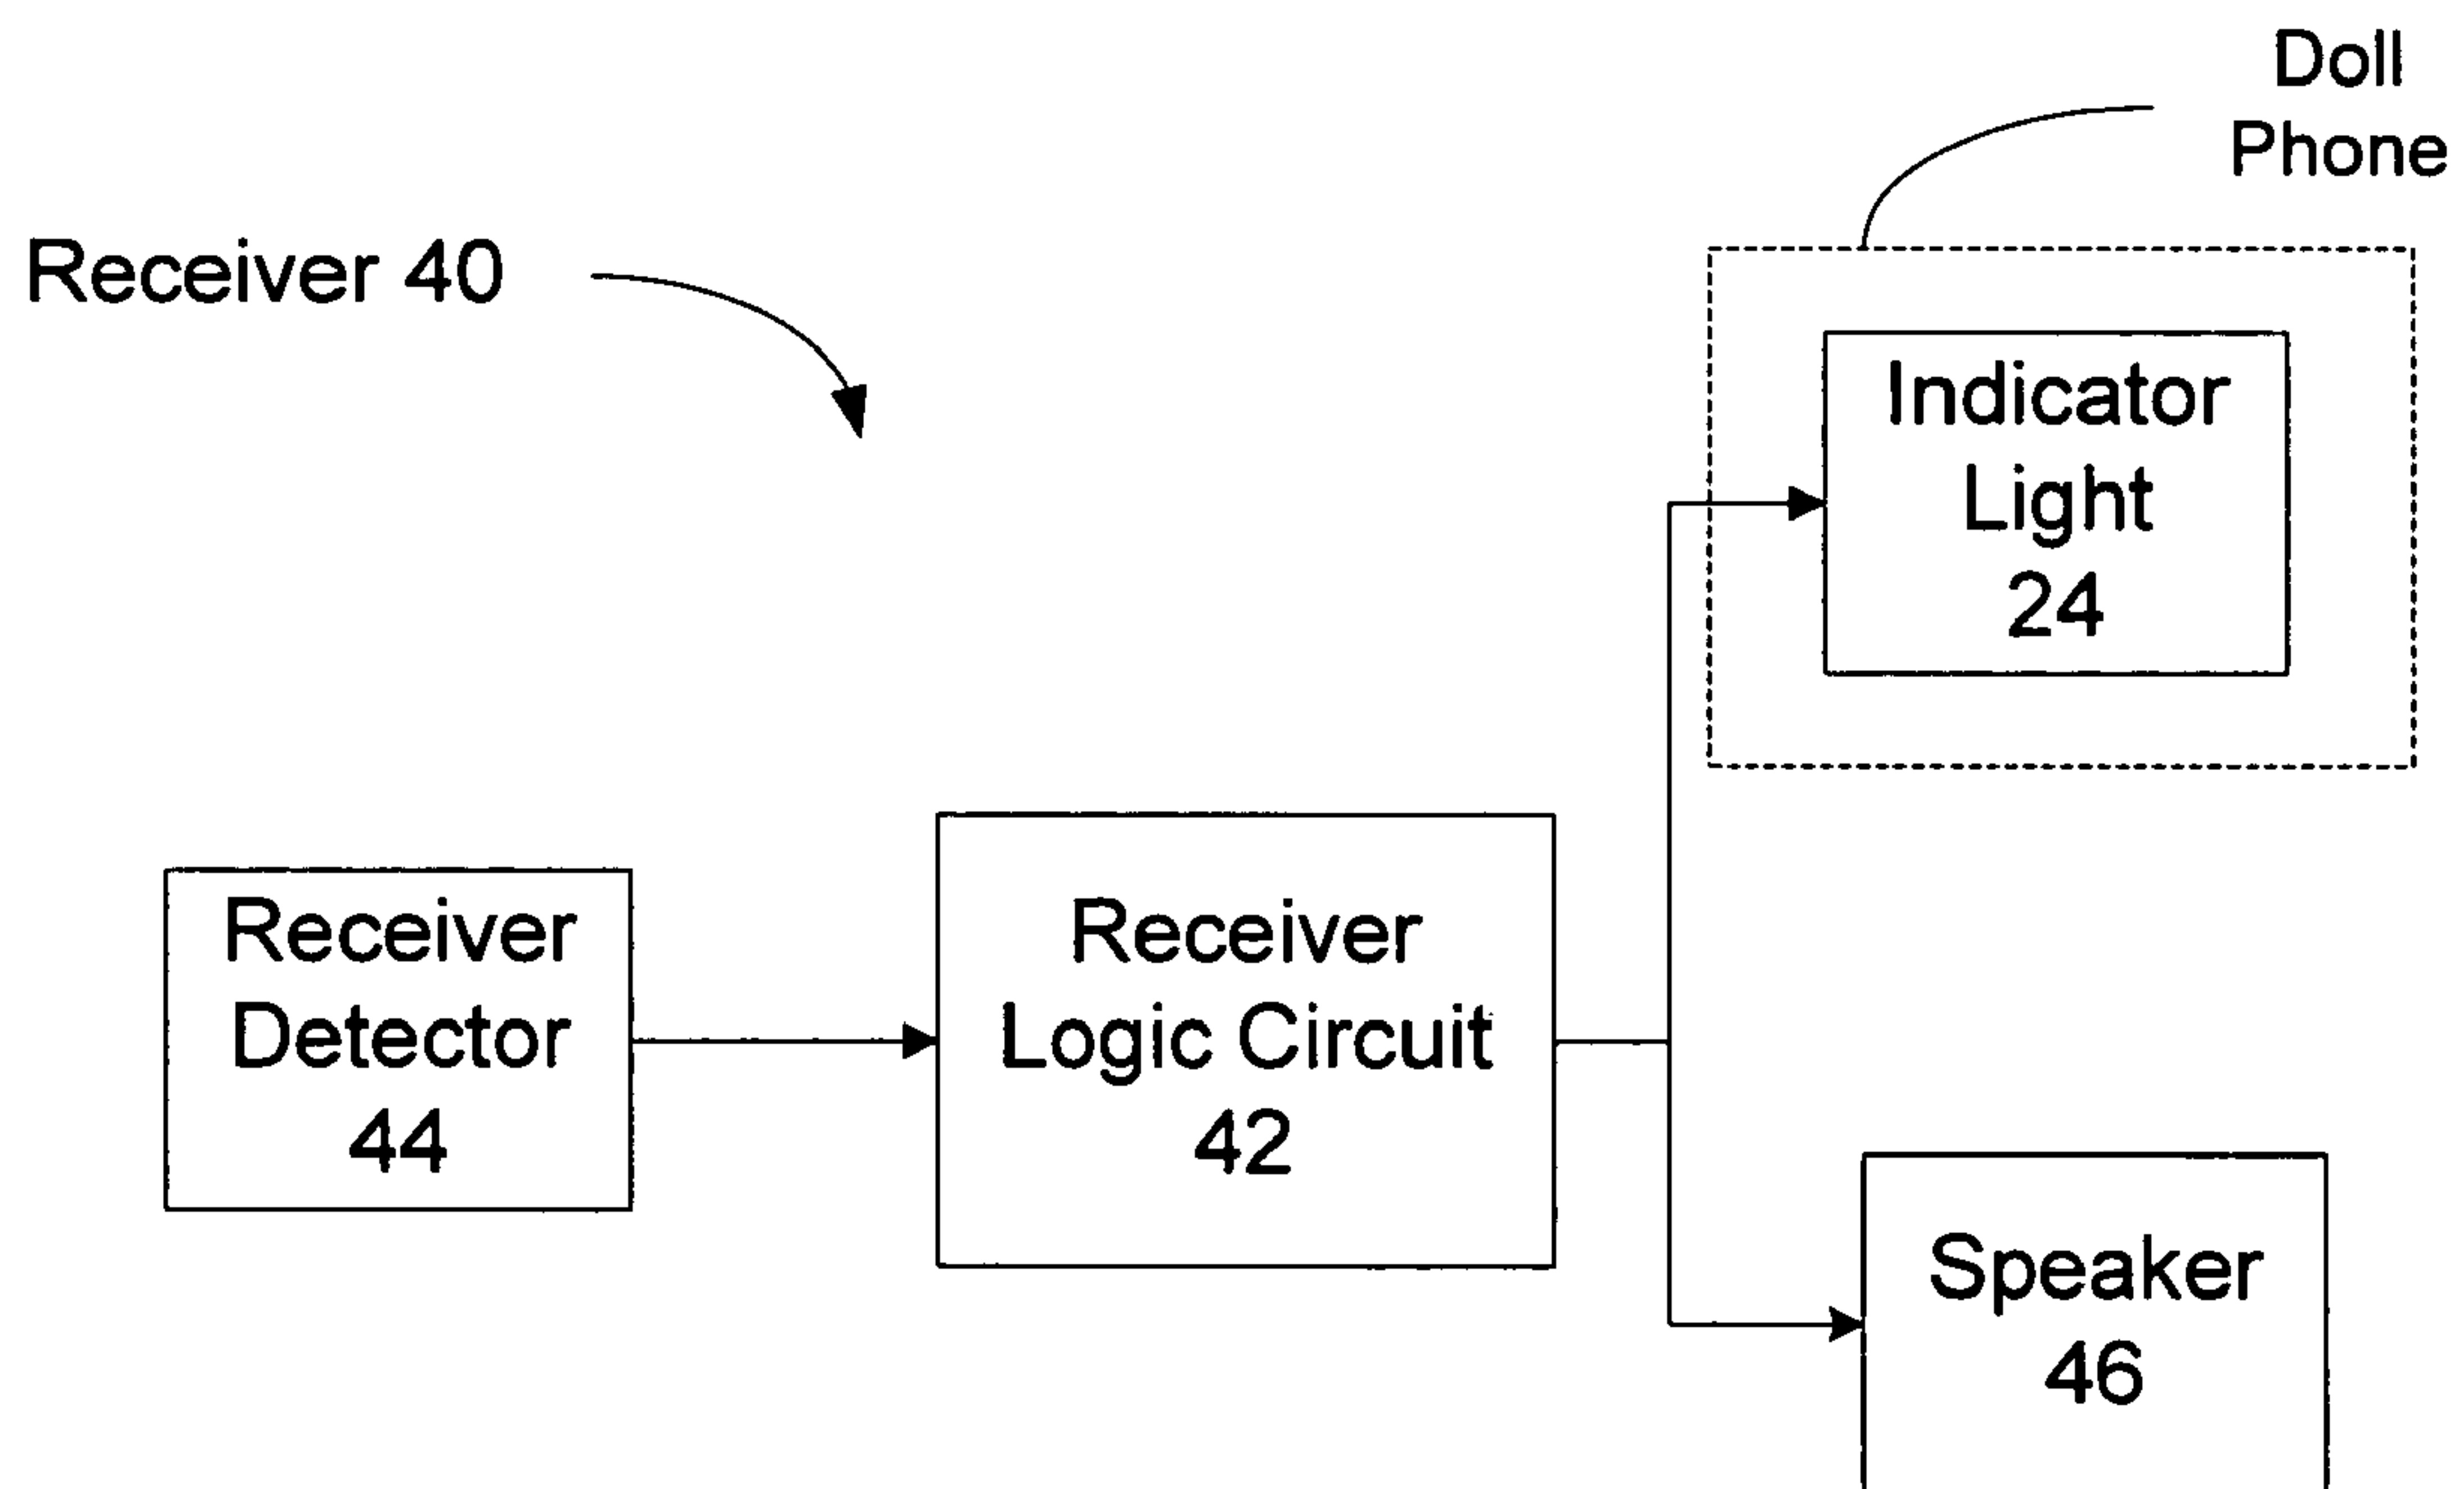 Doll
Phone
Receiver 40
Indicator
Light
24
Receiver
Detector
44
Receiver
Logic Circuit
42
Speaker
46